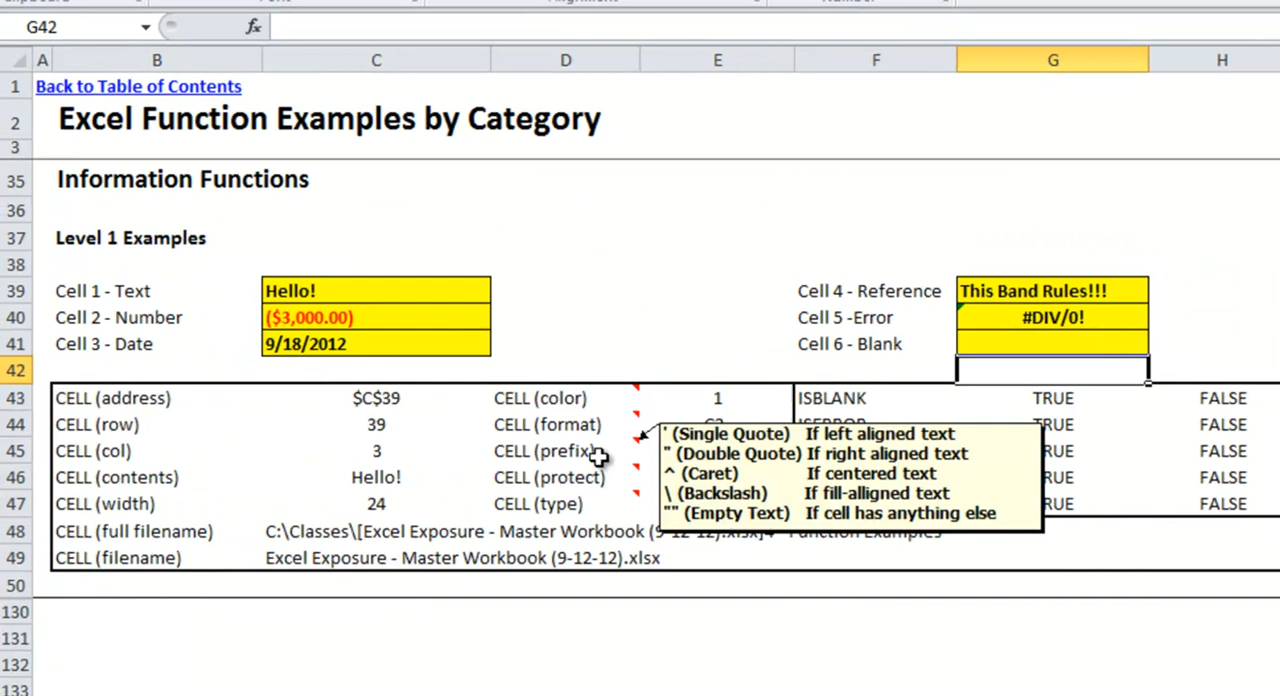 G42 fx
A B C D E F G H
1 Back to Table of Contents
2 Excel Function Examples by Category
3
35 Information Functions
36
37 Level 1 Examples
38
39 Cell 1 - Text Hello! Cell 4 - Reference This Band Rules!!!
40 Cell 2 - Number ($3,000.00) Cell 5 -Error #DIV/0!
41 Cell 3 - Date 9/18/2012 Cell 6 - Blank
42
43 CELL (address) $C$39 CELL (color) 1 ISBLANK TRUE FALSE
44 CELL (row) 39 CELL (format) FALSE
' (Single Quote) If left aligned text
45 CELL (col) 3 CELL (prefix) " (Double Quote) If right aligned text RUE FALSE
^ (Caret) If centered text
46 CELL (contents) Hello! CELL (protect) RUE FALSE
\ (Backslash) If fill-alligned text
47 CELL (width) 24 CELL (type) RUE FALSE
"" (Empty Text) If cell has anything else
48 CELL (full filename) C:\Classes\[Excel Exposure - Master Workbook (9-12-12).xlsx]4 - Function Examples
49 CELL (filename) Excel Exposure - Master Workbook (9-12-12).xlsx
50
130
131
132
133